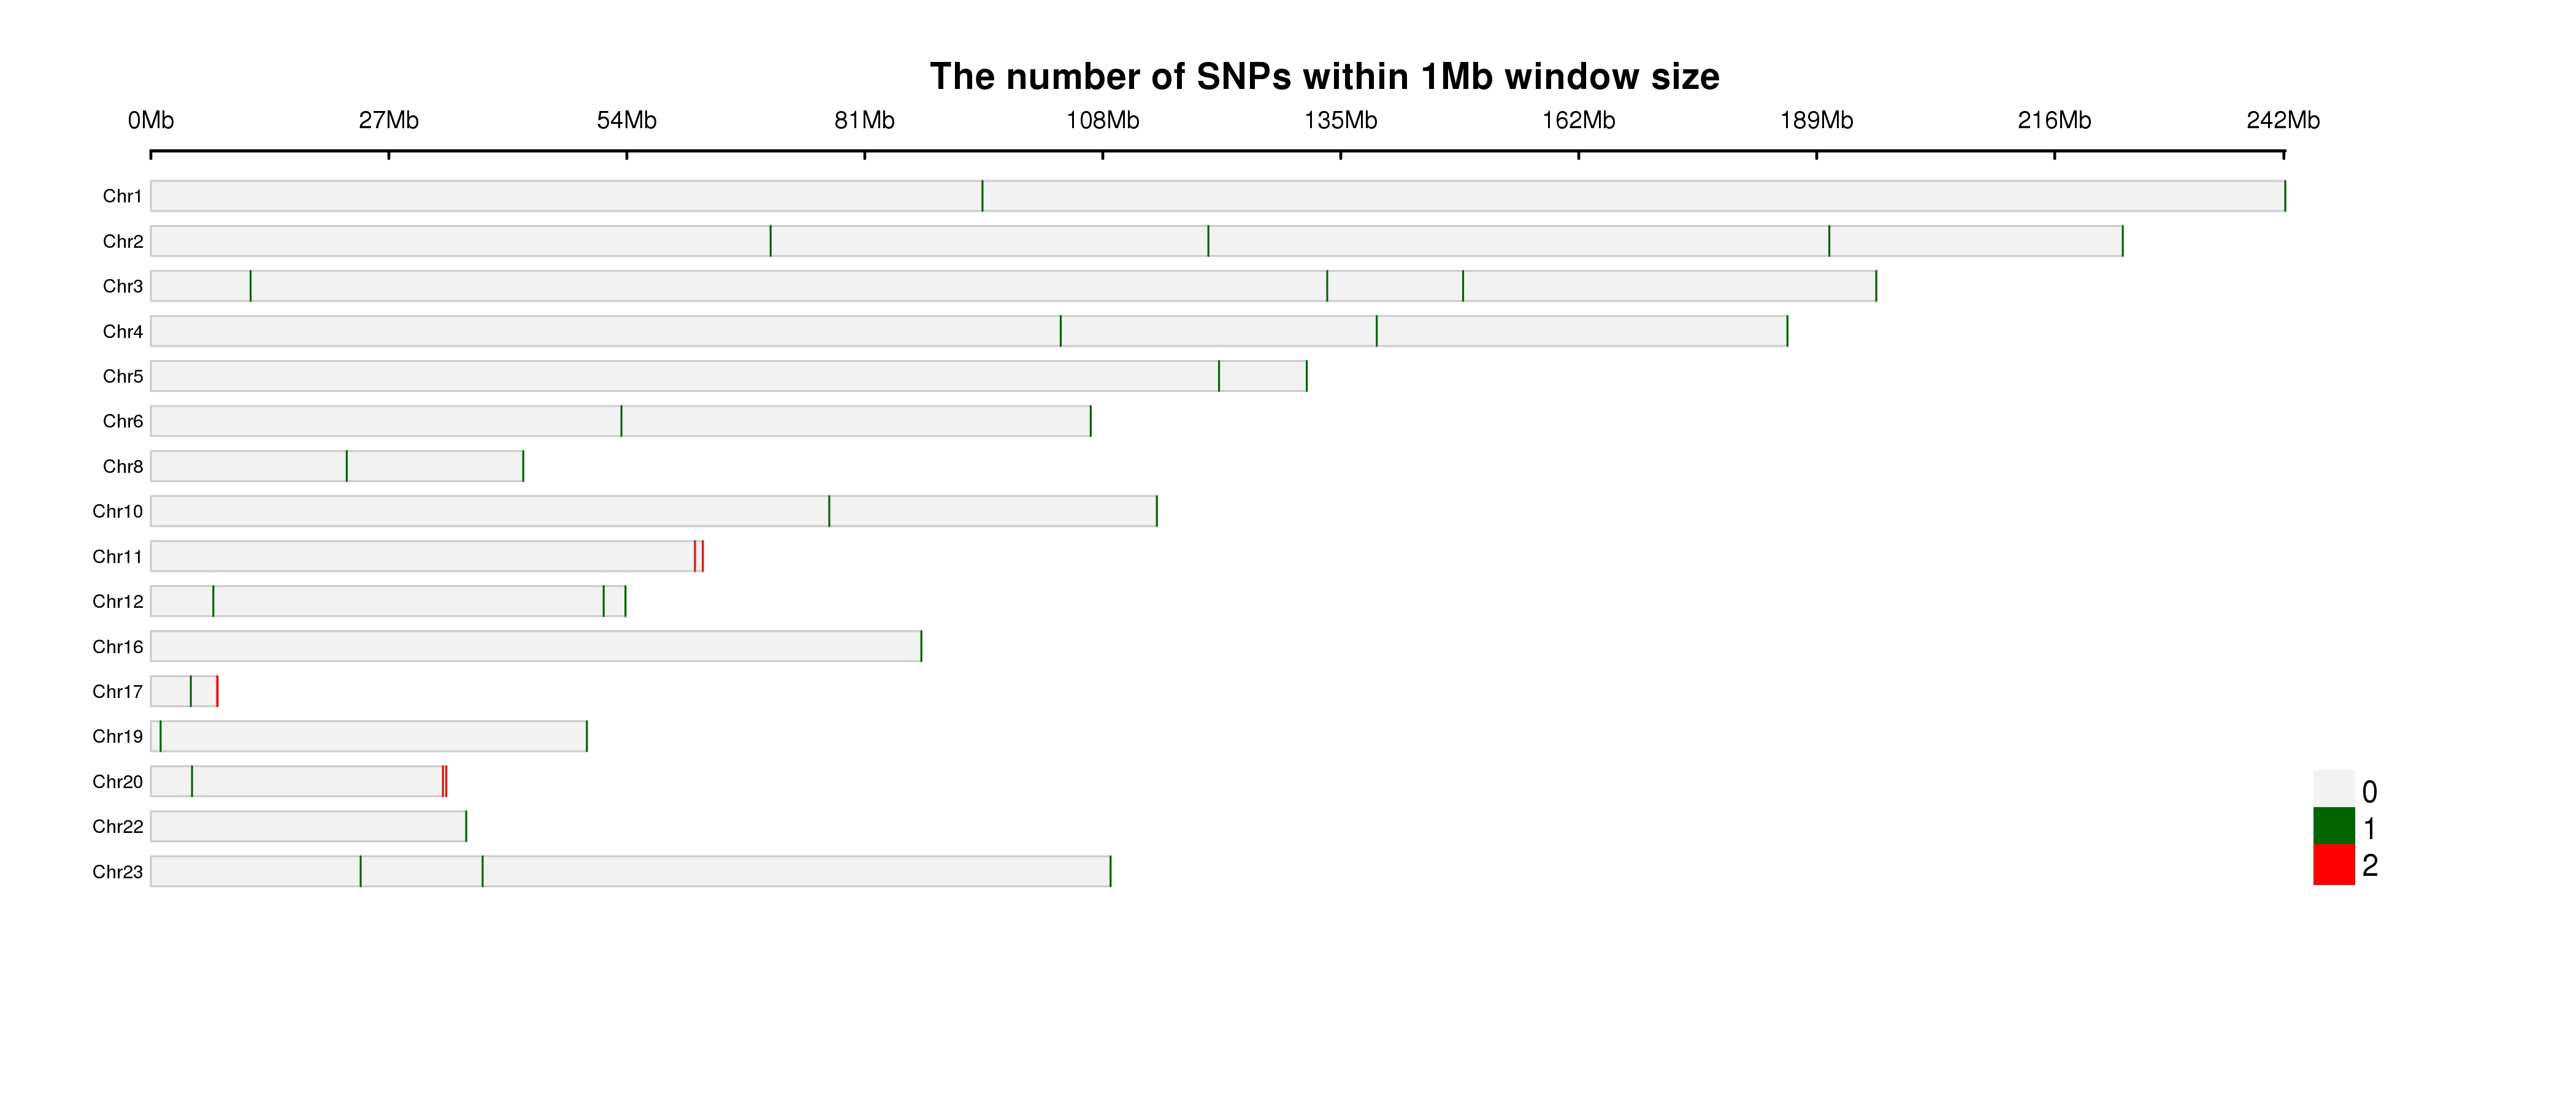 The number of SNPs within 1Mb window size
0Mb 27Mb 54Mb 81Mb 108Mb 135Mb 162Mb 189Mb 216Mb 242Mb
Chr1
Chr2
Chr3
Chr4
Chr5
Chr6
Chr8
Chr10
Chr11
Chr12
Chr16
Chr17
Chr19
Chr20
Chr22
Chr23
0
1
2